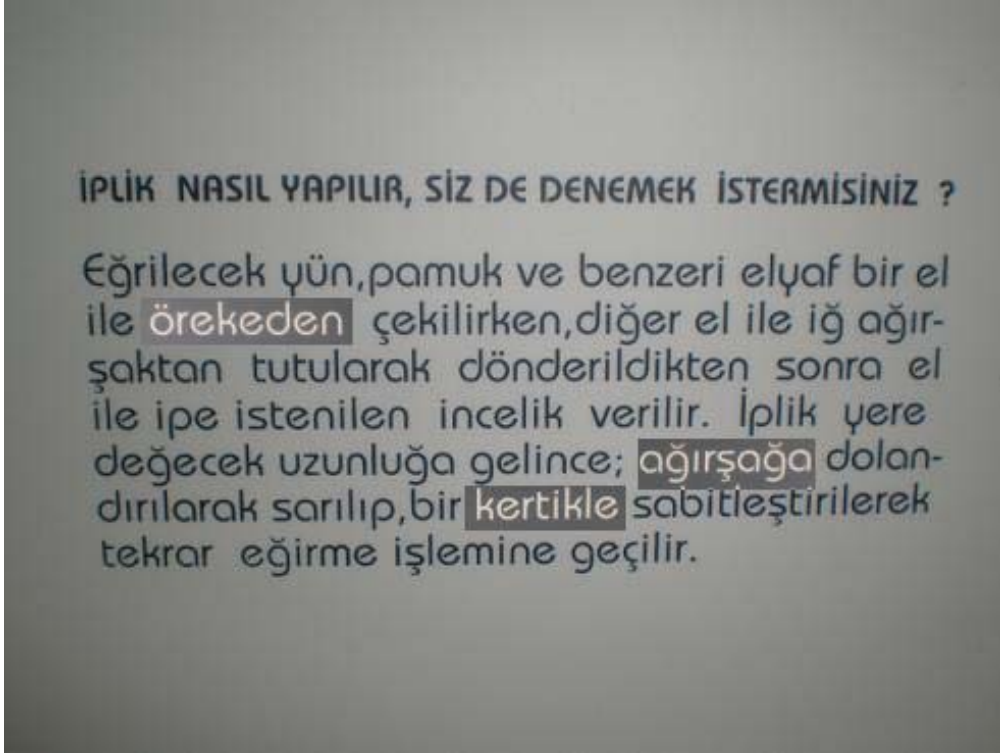 İPLİK NASIL YAPILIR, SİZ DE DENEMEK İSTERMİSİNİZ ?
Eğrilecek yün,pamuk ve benzeri elyaf bir el
ile örekeden çekilirken,diğer el ile iğ ağır-
şaktan tutularak dönderildikten sonra el
ile ipe istenilen incelik verilir. İplik yere
değecek uzunluğa gelince; ağırşağa dolan-
dırılarak sarılıp,bir kertikle sabitleştirilerek
tekrar eğirme işlemine geçilir.